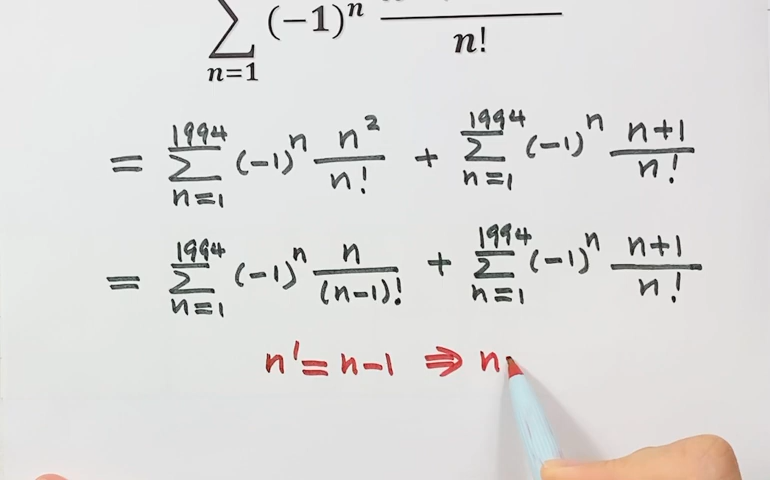 ∑ (−1)ⁿ / n!
n=1
= ∑_{n=1}^{1994} (−1)ⁿ n²/n! + ∑_{n=1}^{1994} (−1)ⁿ (n+1)/n!
= ∑_{n=1}^{1994} (−1)ⁿ n/(n−1)! + ∑_{n=1}^{1994} (−1)ⁿ (n+1)/n!
n' = n−1 ⇒ n